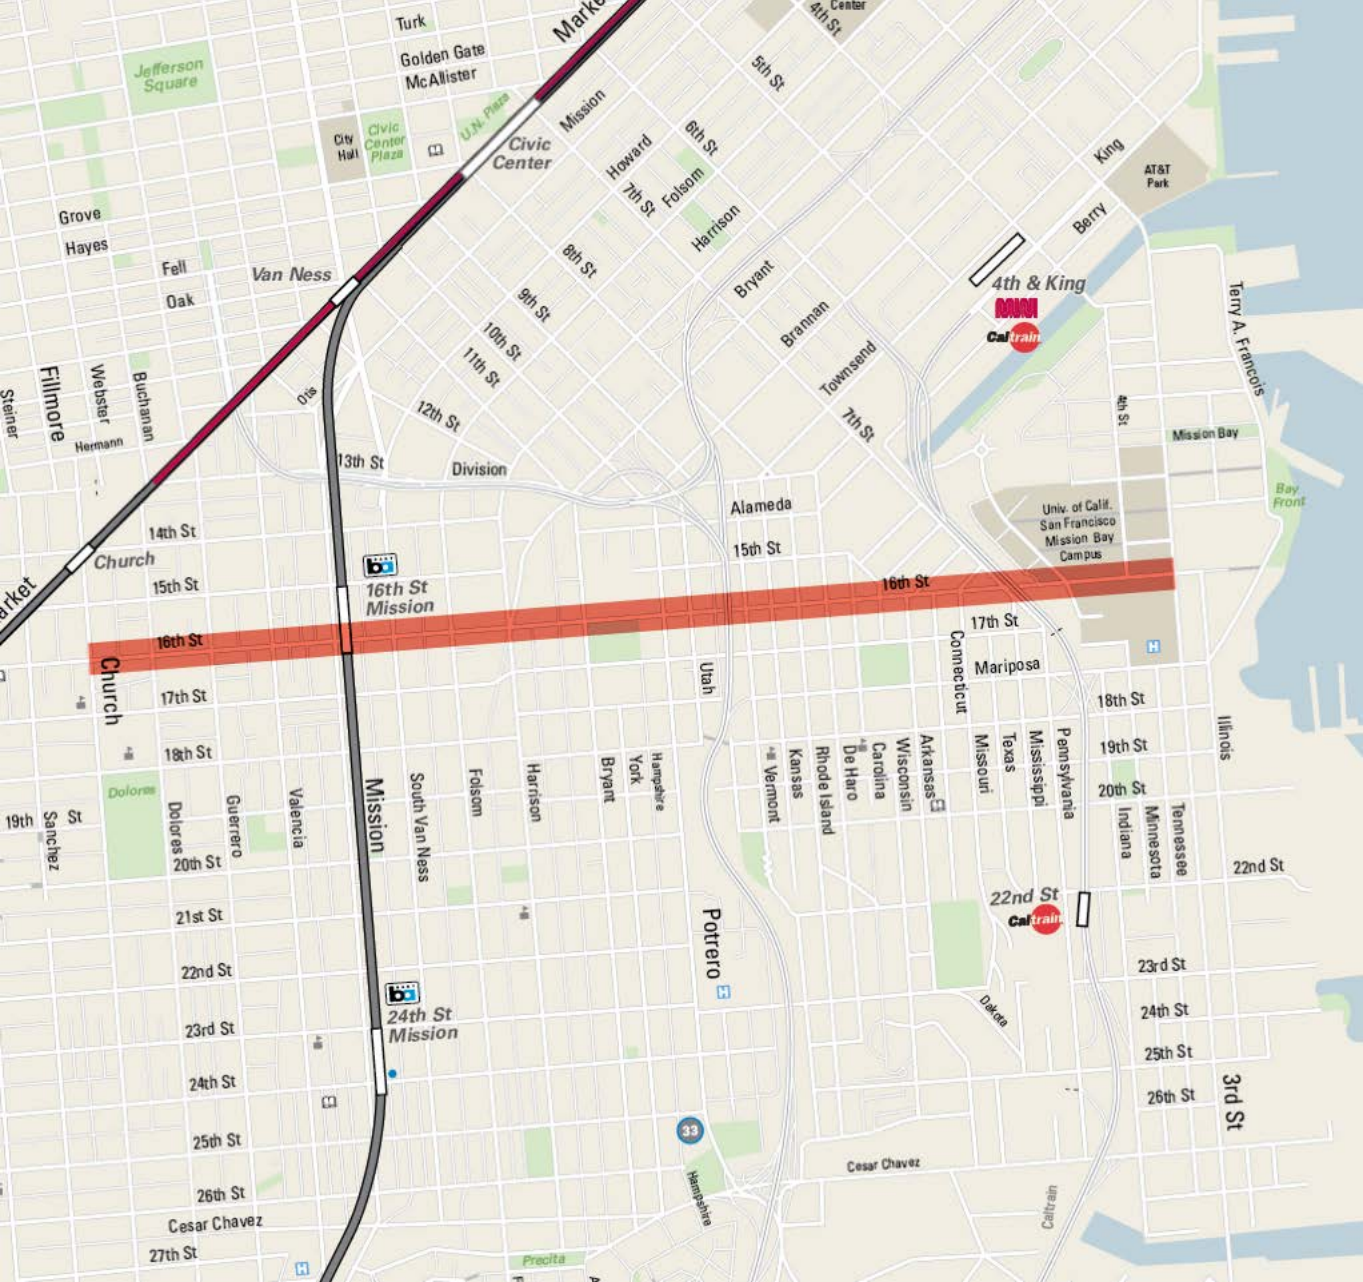 Turk
Golden Gate
McAllister
Market
Center
4th St
5th St
Jefferson
Square
U.N. Plaza
Mission
City
Hall
Civic
Center
Plaza
Civic
Center
6th St
Howard
Folsom
7th St
Harrison
King
AT&T
Park
Berry
Grove
Hayes
Fell
Oak
Van Ness
8th St
9th St
10th St
11th St
12th St
Bryant
Brannan
Townsend
7th St
4th & King
MUNI
Caltrain
Terry A. Francois
Steiner
Fillmore
Webster
Buchanan
Hermann
Otis
13th St
Division
4th St
Mission Bay
Bay
Front
Alameda
15th St
Univ. of Calif.
San Francisco
Mission Bay
Campus
14th St
Church
15th St
arket
ba
16th St
Mission
16th St
16th St
Church
17th St
17th St
Mariposa
Connecticut
Utah
H
18th St
18th St
19th St
20th St
Illinois
Dolores
19th St
Sanchez
Dolores
Guerrero
Valencia
Mission
South Van Ness
Folsom
Harrison
Bryant
York
Hampshire
Vermont
Kansas
Rhode Island
De Haro
Carolina
Wisconsin
Arkansas
Missouri
Texas
Mississippi
Pennsylvania
Indiana
Minnesota
Tennessee
20th St
21st St
22nd St
22nd St
22nd St
Caltrain
Potrero
H
23rd St
24th St
25th St
26th St
3rd St
Dakota
ba
24th St
Mission
23rd St
24th St
25th St
26th St
Cesar Chavez
27th St
H
33
Hampshire
Cesar Chavez
Caltrain
Precita